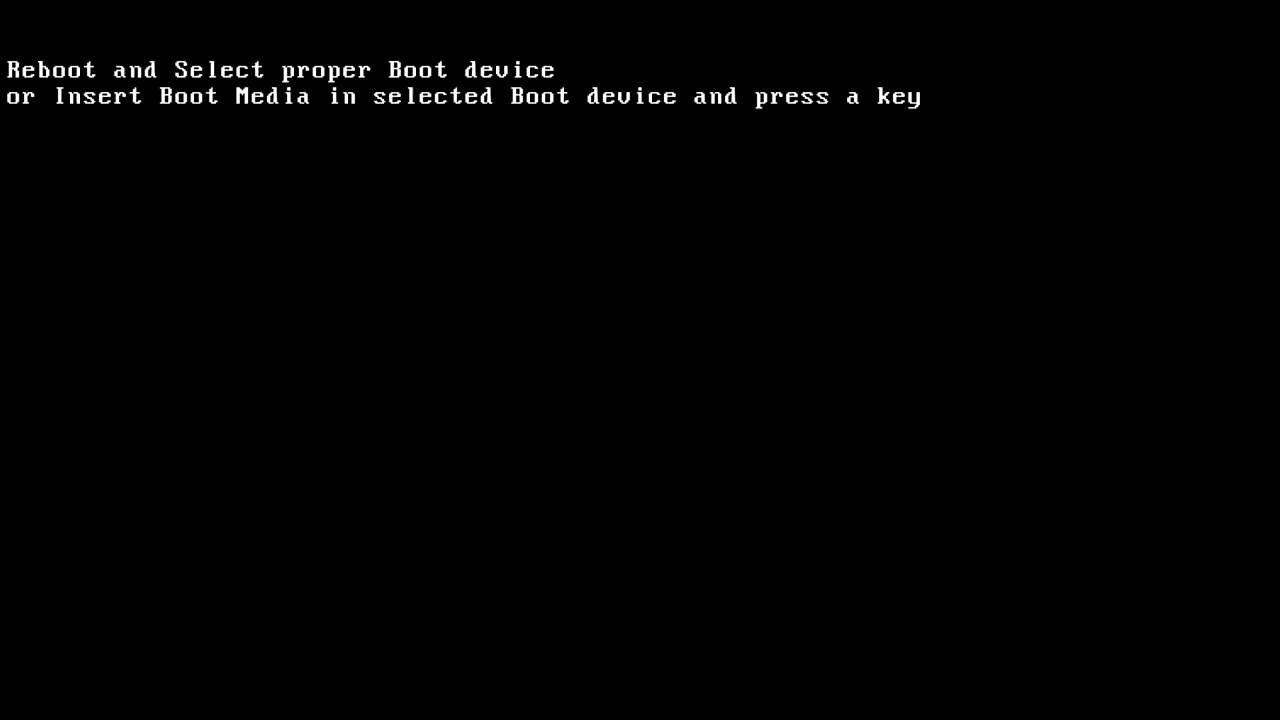 Reboot and Select proper Boot device
or Insert Boot Media in selected Boot device and press a key